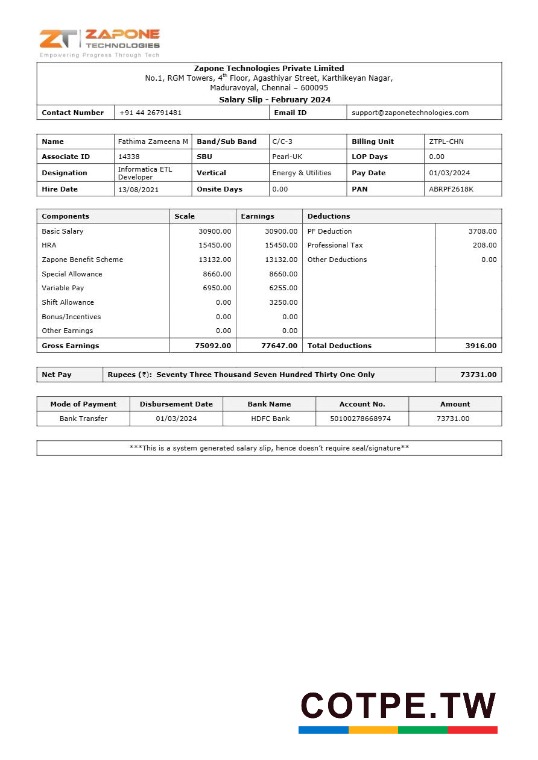 ZT ZAPONE
TECHNOLOGIES
Empowering Progress Through Tech
Zapone Technologies Private Limited
No.1, RGM Towers, 4th Floor, Agasthiyar Street, Karthikeyan Nagar,
Maduravoyal, Chennai – 600095
Salary Slip - February 2024
Contact Number +91 44 26791481 Email ID support@zaponetechnologies.com
Name Fathima Zameena M Band/Sub Band C/C-3 Billing Unit ZTPL-CHN
Associate ID 14338 SBU Pearl-UK LOP Days 0.00
Designation Informatica ETL Developer Vertical Energy & Utilities Pay Date 01/03/2024
Hire Date 13/08/2021 Onsite Days 0.00 PAN ABRPF2618K
Components Scale Earnings Deductions
Basic Salary 30900.00 30900.00 PF Deduction 3708.00
HRA 15450.00 15450.00 Professional Tax 208.00
Zapone Benefit Scheme 13132.00 13132.00 Other Deductions 0.00
Special Allowance 8660.00 8660.00
Variable Pay 6950.00 6255.00
Shift Allowance 0.00 3250.00
Bonus/Incentives 0.00 0.00
Other Earnings 0.00 0.00
Gross Earnings 75092.00 77647.00 Total Deductions 3916.00
Net Pay Rupees (₹): Seventy Three Thousand Seven Hundred Thirty One Only 73731.00
Mode of Payment Disbursement Date Bank Name Account No. Amount
Bank Transfer 01/03/2024 HDFC Bank 50100278668974 73731.00
***This is a system generated salary slip, hence doesn't require seal/signature**
COTPE.TW